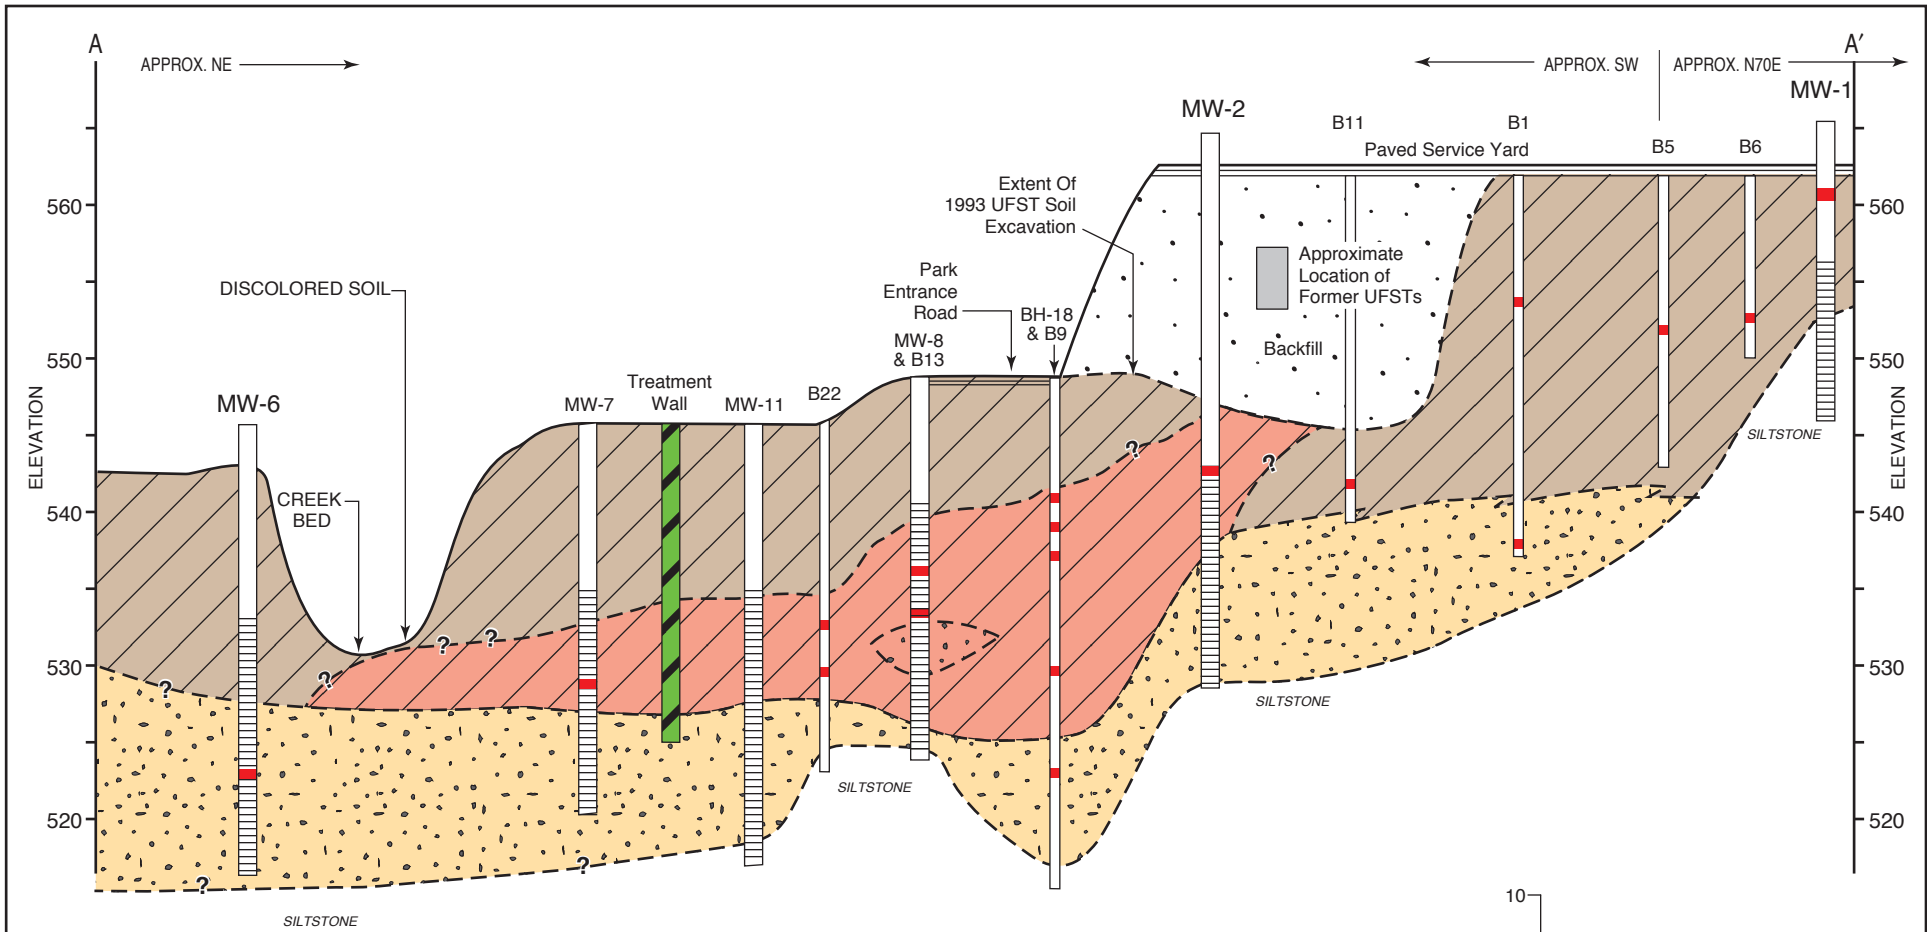 A
A′
APPROX. NE
APPROX. SW
APPROX. N70E
MW-1
MW-2
B11
B1
B5
B6
Paved Service Yard
Extent Of
1993 UFST Soil
Excavation
560
560
Approximate
Location of
Former UFSTs
Park
Entrance
Road
DISCOLORED SOIL
BH-18
& B9
MW-8
& B13
Backfill
550
550
Treatment
Wall
B22
MW-6
MW-7
MW-11
ELEVATION
ELEVATION
SILTSTONE
?
?
CREEK
BED
540
540
?
?
?
?
530
530
SILTSTONE
SILTSTONE
520
520
?
?
10
SILTSTONE